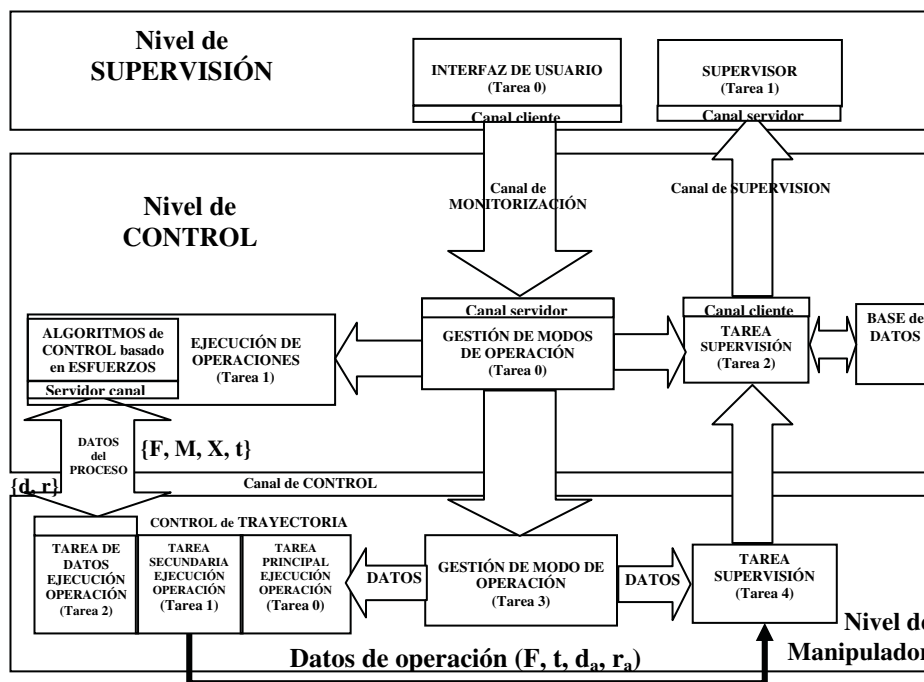 Nivel de
SUPERVISIÓN
INTERFAZ DE USUARIO
(Tarea 0)
Canal cliente
SUPERVISOR
(Tarea 1)
Canal servidor
Canal de
MONITORIZACIÓN
Canal de SUPERVISION
Nivel de
CONTROL
ALGORITMOS de
CONTROL basado
en ESFUERZOS
Servidor canal
EJECUCIÓN DE
OPERACIONES
(Tarea 1)
Canal servidor
GESTIÓN DE MODOS
DE OPERACIÓN
(Tarea 0)
Canal cliente
TAREA
SUPERVISIÓN
(Tarea 2)
BASE de
DATOS
DATOS
del
PROCESO
{F, M, X, t}
{d, r}
Canal de CONTROL
CONTROL de TRAYECTORIA
TAREA DE
DATOS
EJECUCIÓN
OPERACIÓN
(Tarea 2)
TAREA
SECUNDARIA
EJECUCIÓN
OPERACIÓN
(Tarea 1)
TAREA
PRINCIPAL
EJECUCIÓN
OPERACIÓN
(Tarea 0)
DATOS
GESTIÓN DE MODO DE
OPERACIÓN
(Tarea 3)
DATOS
TAREA
SUPERVISIÓN
(Tarea 4)
Nivel de
Manipulador
Datos de operación (F, t, dₐ, rₐ)